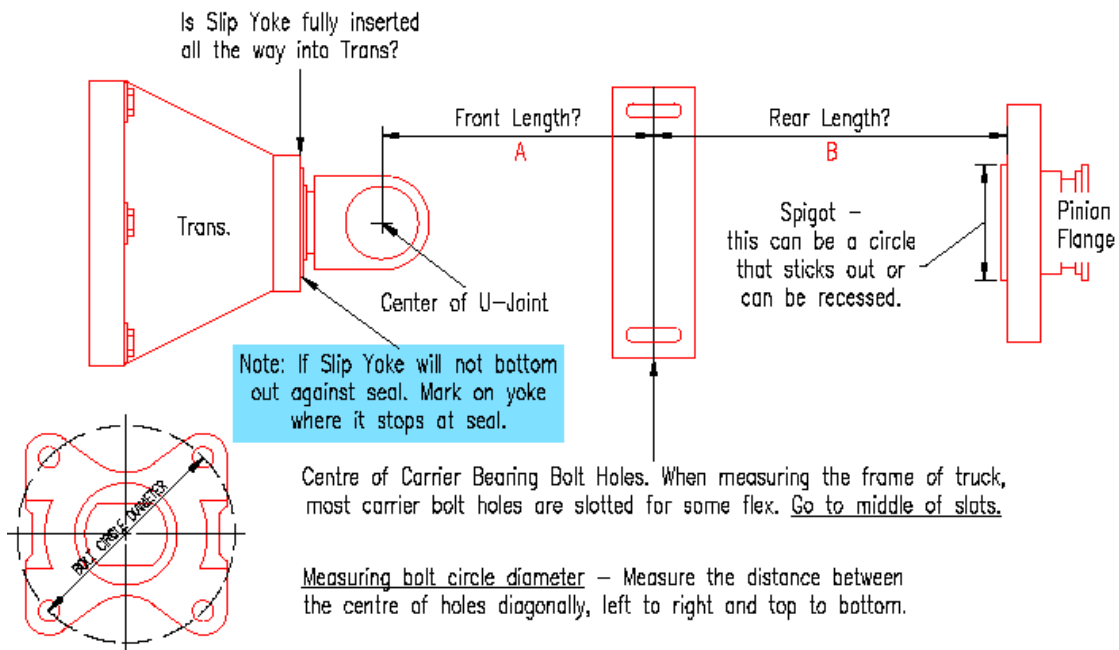 Is Slip Yoke fully inserted
all the way into Trans?
Front Length?
A
Rear Length?
B
Trans.
Center of U-Joint
Spigot -
this can be a circle
that sticks out or
can be recessed.
Pinion
Flange
Note: If Slip Yoke will not bottom
out against seal. Mark on yoke
where it stops at seal.
BOLT CIRCLE DIAMETER
Centre of Carrier Bearing Bolt Holes. When measuring the frame of truck,
most carrier bolt holes are slotted for some flex. Go to middle of slots.
Measuring bolt circle diameter - Measure the distance between
the centre of holes diagonally, left to right and top to bottom.